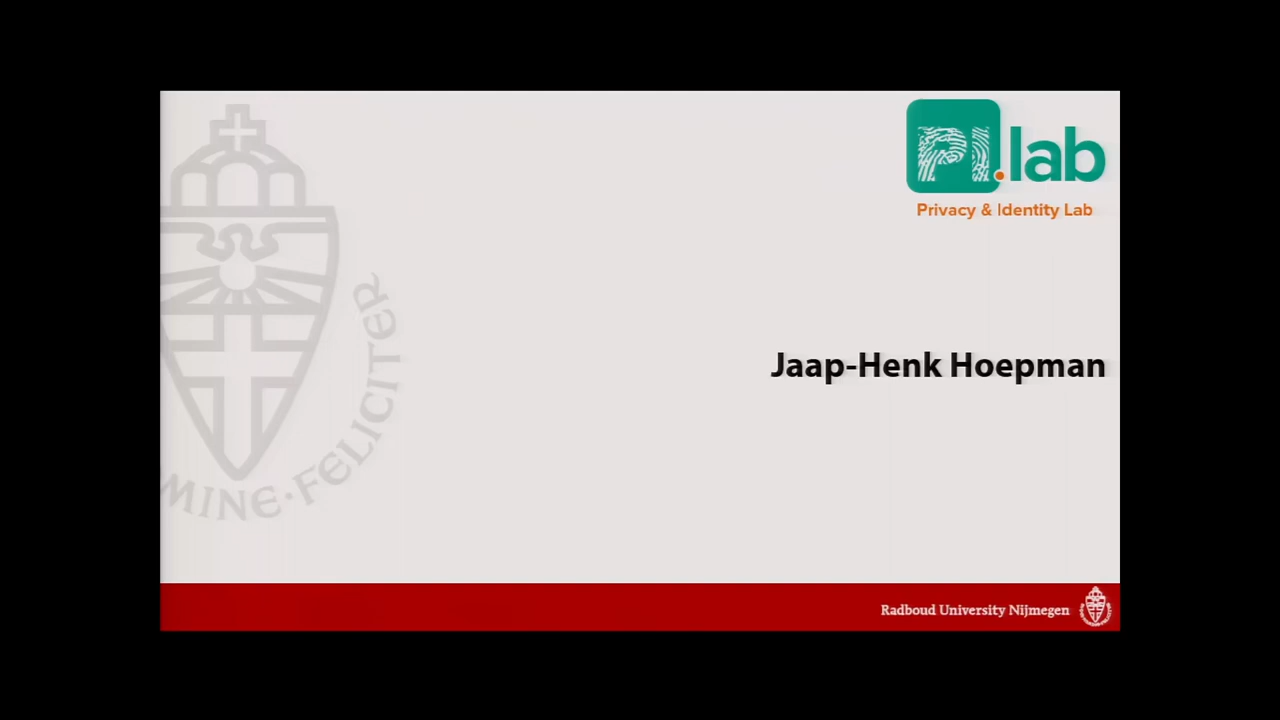 PI.lab
Privacy & Identity Lab
Jaap-Henk Hoepman
MINE·FELICITER
Radboud University Nijmegen